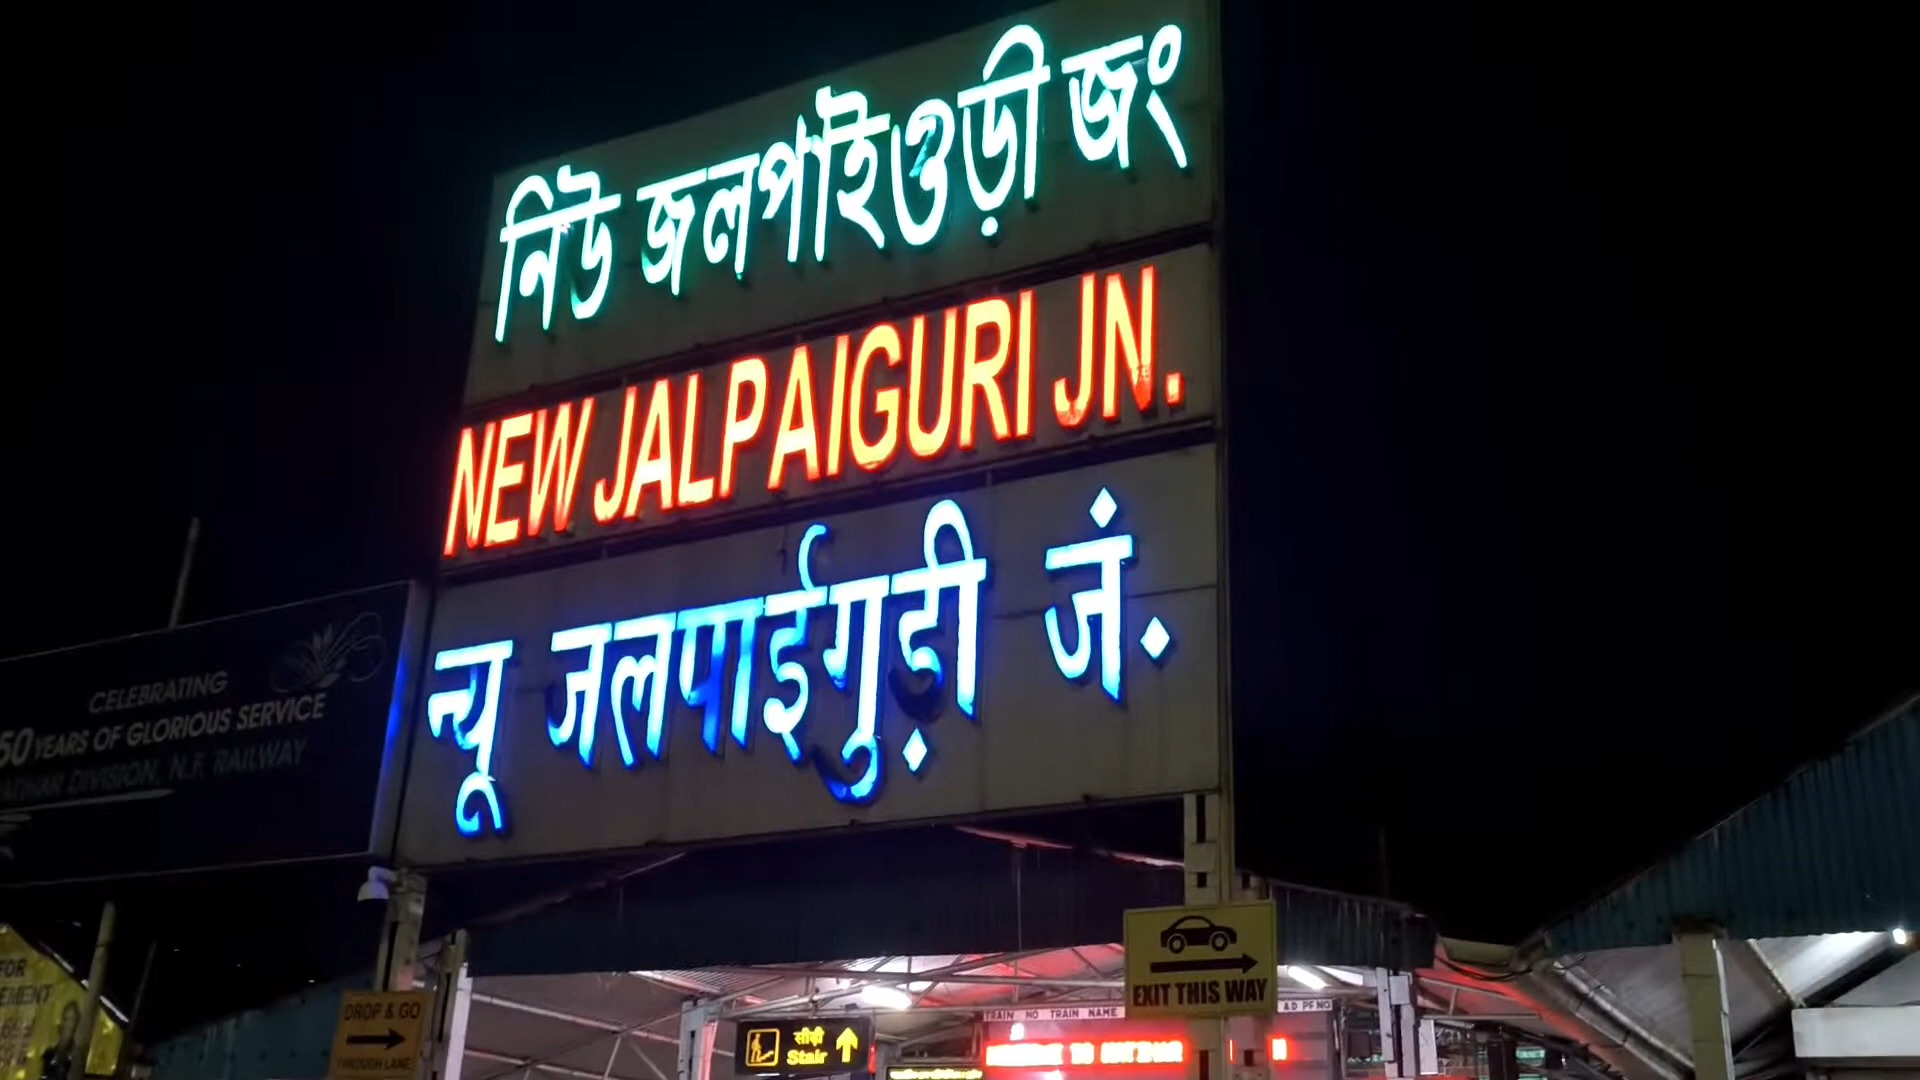 নিউ জলপাইগুড়ী জং
NEW JALPAIGURI JN.
न्यू जलपाईगुड़ी जं.
CELEBRATING
50 YEARS OF GLORIOUS SERVICE
DIVISION, N.F. RAILWAY
DROP & GO
THROUGH LANE
EXIT THIS WAY
TRAIN NO TRAIN NAME
A D PF NO
सीढ़ी
Stair
FOR